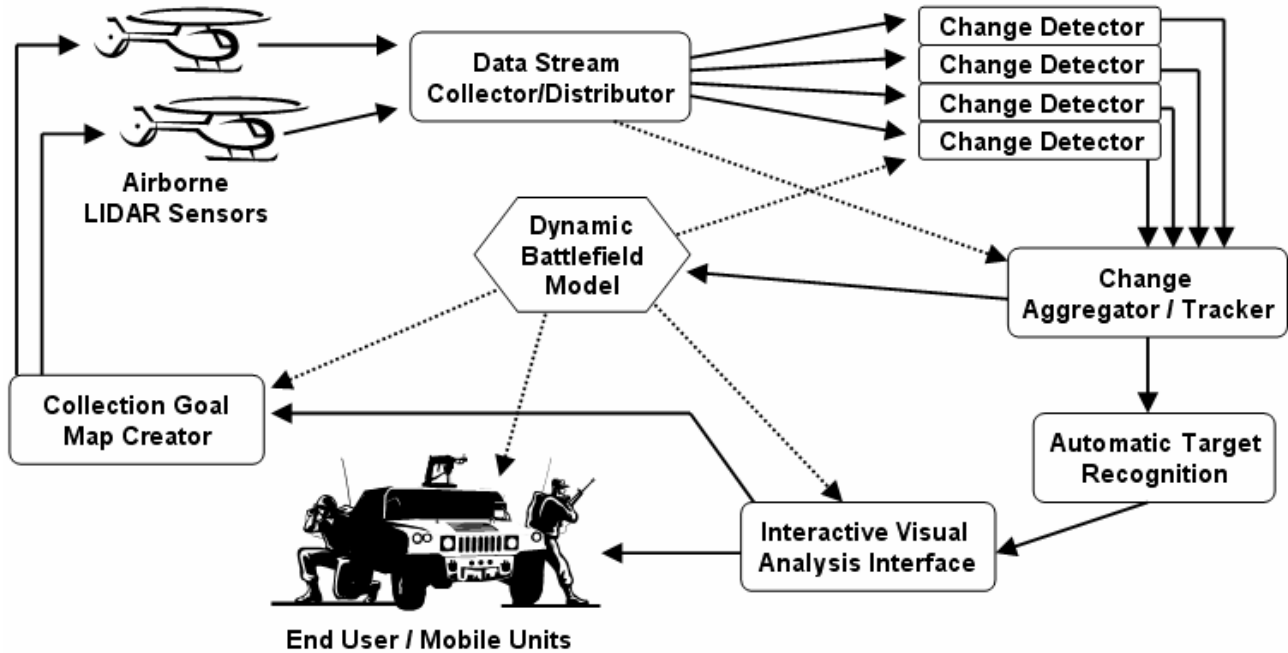 Data Stream
Collector/Distributor
Change Detector
Change Detector
Change Detector
Change Detector
Airborne
LIDAR Sensors
Dynamic
Battlefield
Model
Change
Aggregator / Tracker
Collection Goal
Map Creator
Automatic Target
Recognition
Interactive Visual
Analysis Interface
End User / Mobile Units